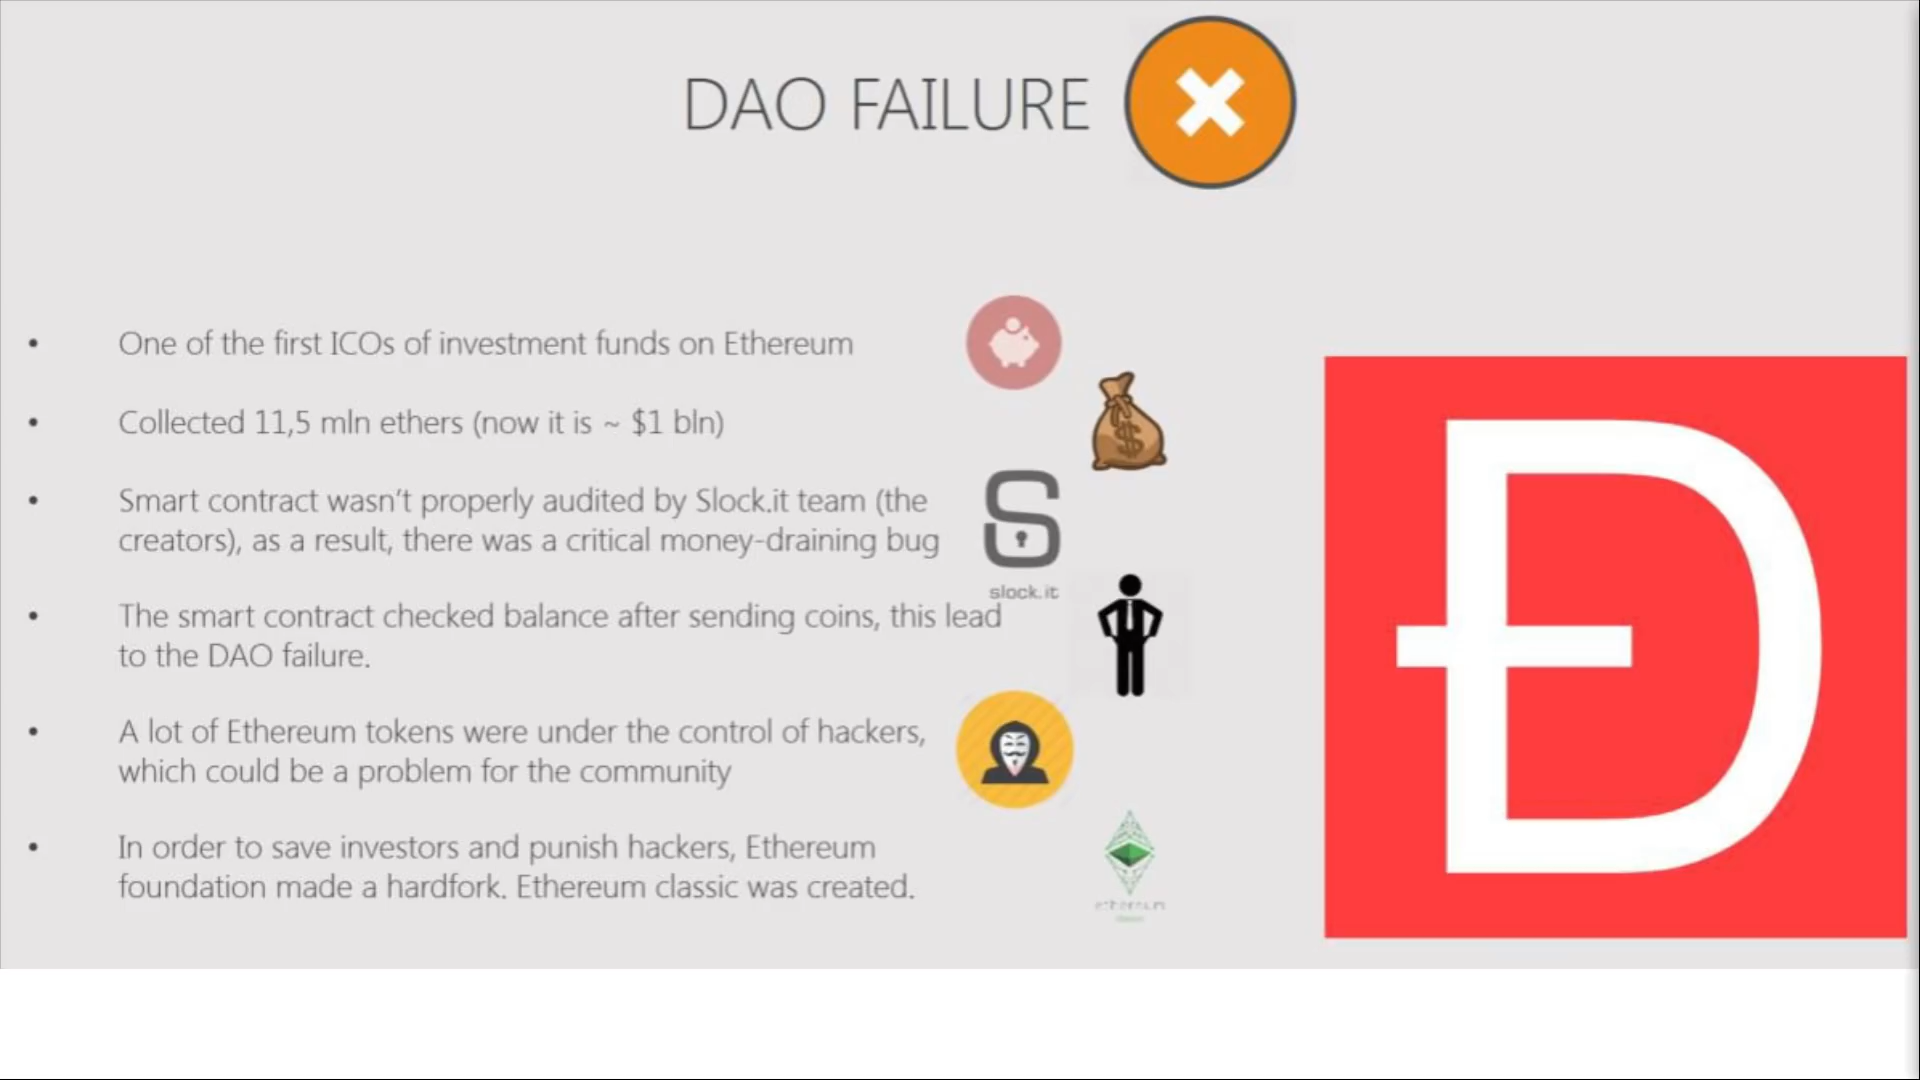 DAO FAILURE
• One of the first ICOs of investment funds on Ethereum
• Collected 11,5 mln ethers (now it is ~ $1 bln)
• Smart contract wasn't properly audited by Slock.it team (the
creators), as a result, there was a critical money-draining bug
slock.it
• The smart contract checked balance after sending coins, this lead
to the DAO failure.
• A lot of Ethereum tokens were under the control of hackers,
which could be a problem for the community
• In order to save investors and punish hackers, Ethereum
foundation made a hardfork. Ethereum classic was created.
ethereum
Đ